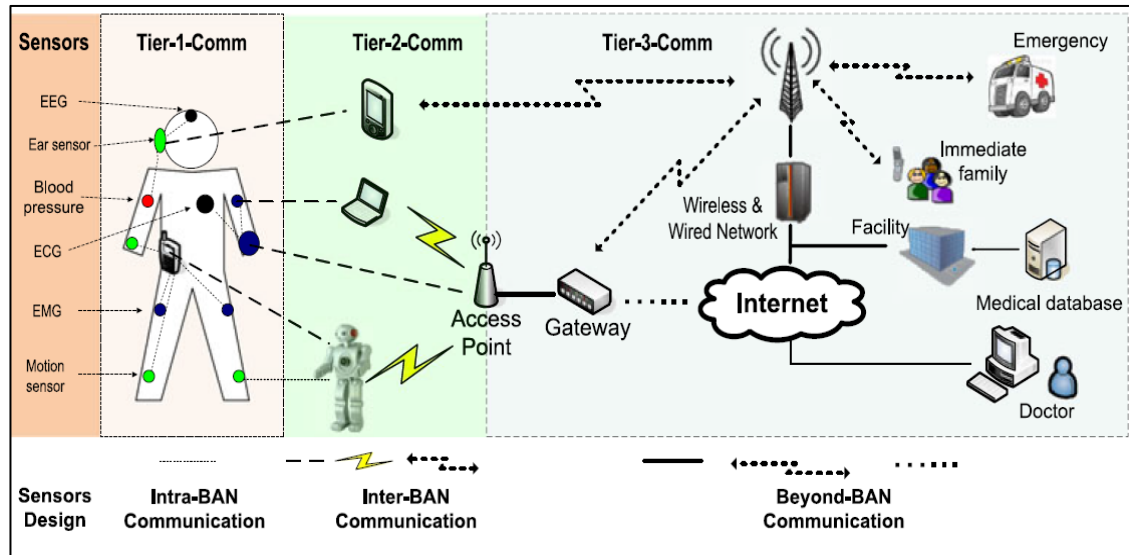 Sensors
Tier-1-Comm
Tier-2-Comm
Tier-3-Comm
Emergency
EEG
Ear sensor
Blood
pressure
ECG
EMG
Motion
sensor
Immediate
family
Wireless &
Wired Network
Facility
Internet
Medical database
Access
Point
Gateway
Doctor
Sensors
Design
Intra-BAN
Communication
Inter-BAN
Communication
Beyond-BAN
Communication